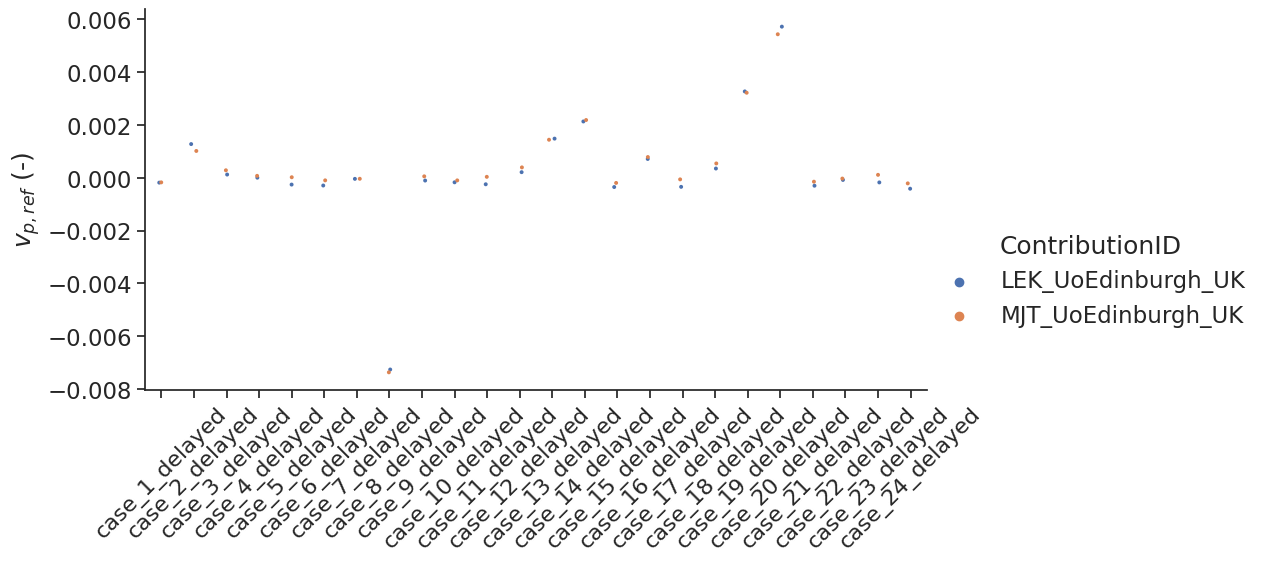 0.006
0.004
0.002
0.000
−0.002
−0.004
−0.006
−0.008
v_{p,ref} (-)
case_1_delayed
case_2_delayed
case_3_delayed
case_4_delayed
case_5_delayed
case_6_delayed
case_7_delayed
case_8_delayed
case_9_delayed
case_10_delayed
case_11_delayed
case_12_delayed
case_13_delayed
case_14_delayed
case_15_delayed
case_16_delayed
case_17_delayed
case_18_delayed
case_19_delayed
case_20_delayed
case_21_delayed
case_22_delayed
case_23_delayed
case_24_delayed
ContributionID
LEK_UoEdinburgh_UK
MJT_UoEdinburgh_UK